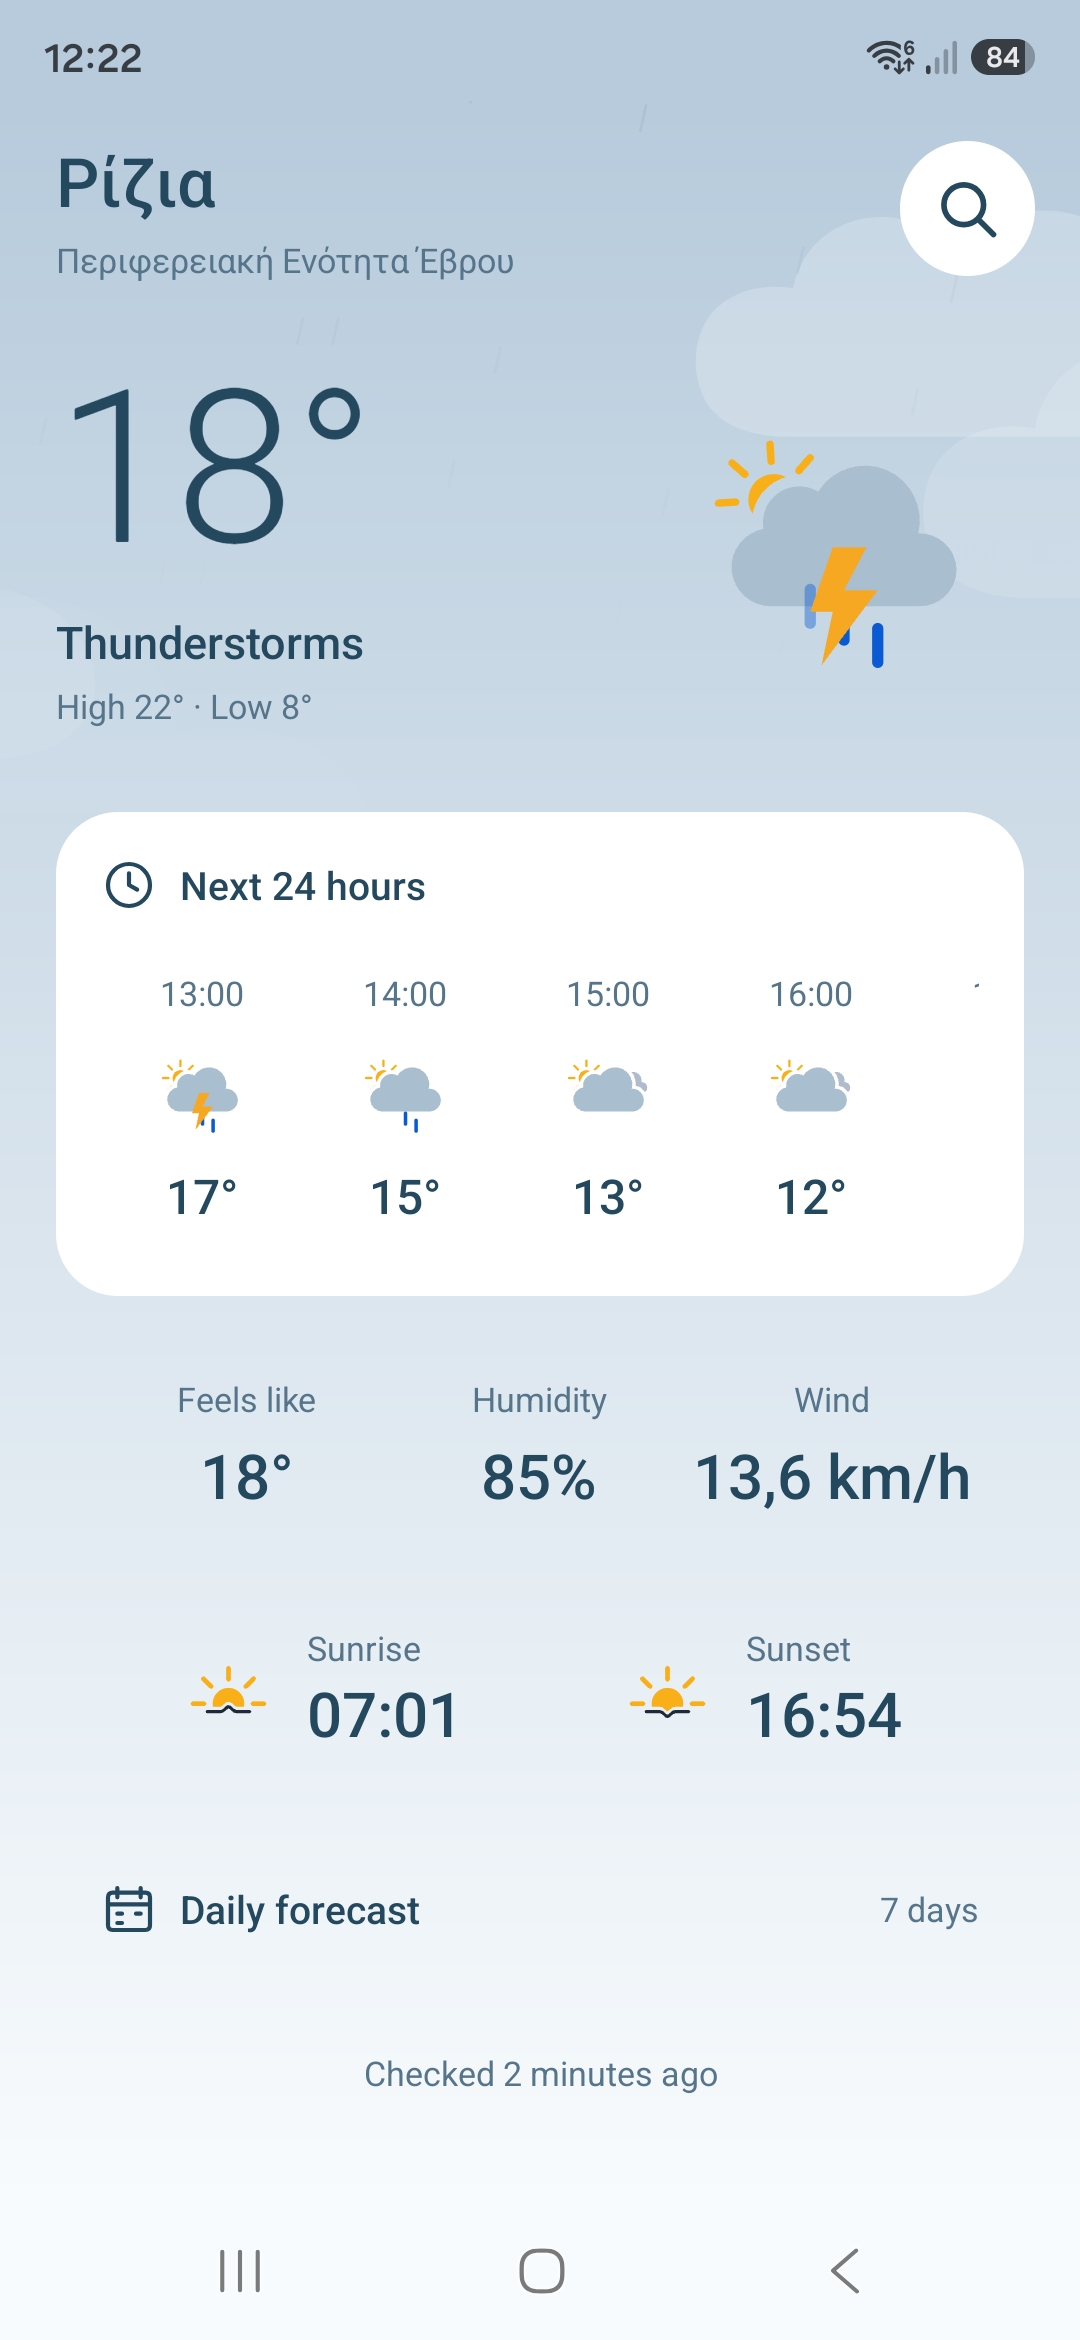 12:22
6
84
Ρίζια
Περιφερειακή Ενότητα Έβρου
18°
Thunderstorms
High 22° · Low 8°
Next 24 hours
13:00 14:00 15:00 16:00
17° 15° 13° 12°
Feels like Humidity Wind
18° 85% 13,6 km/h
Sunrise Sunset
07:01 16:54
Daily forecast 7 days
Checked 2 minutes ago